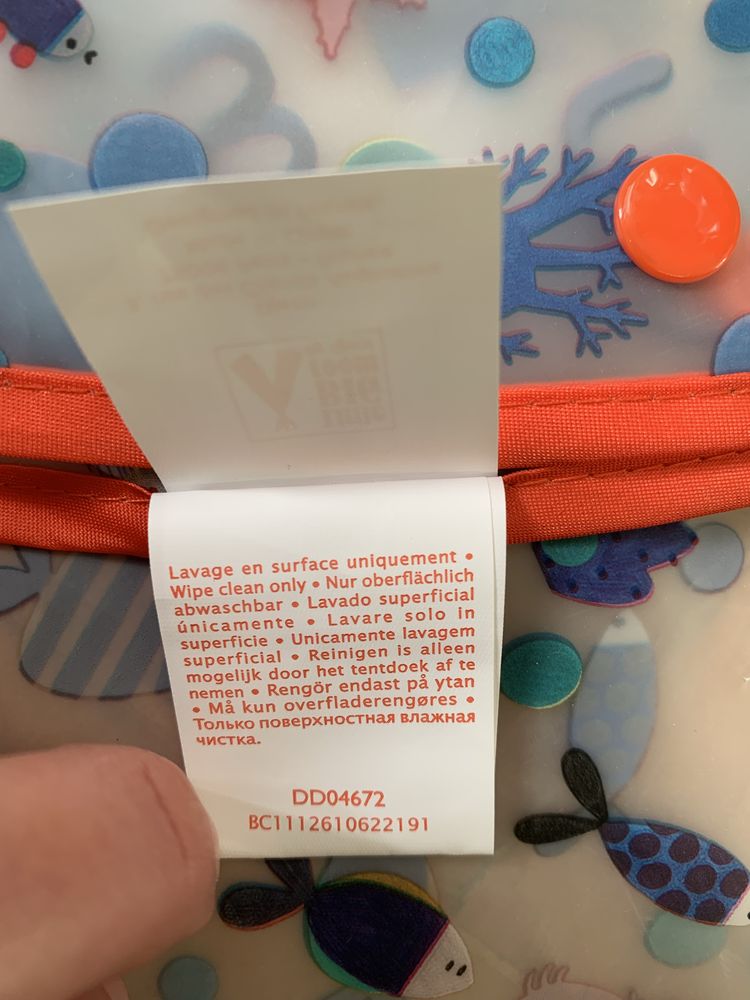 Lavage en surface uniquement •
Wipe clean only • Nur oberflächlich
abwaschbar • Lavado superficial
únicamente • Lavare solo in
superficie • Unicamente lavagem
superficial • Reinigen is alleen
mogelijk door het tentdoek af te
nemen • Rengör endast på ytan
• Må kun overfladerengøres •
Только поверхностная влажная
чистка.
DD04672
BC1112610622191